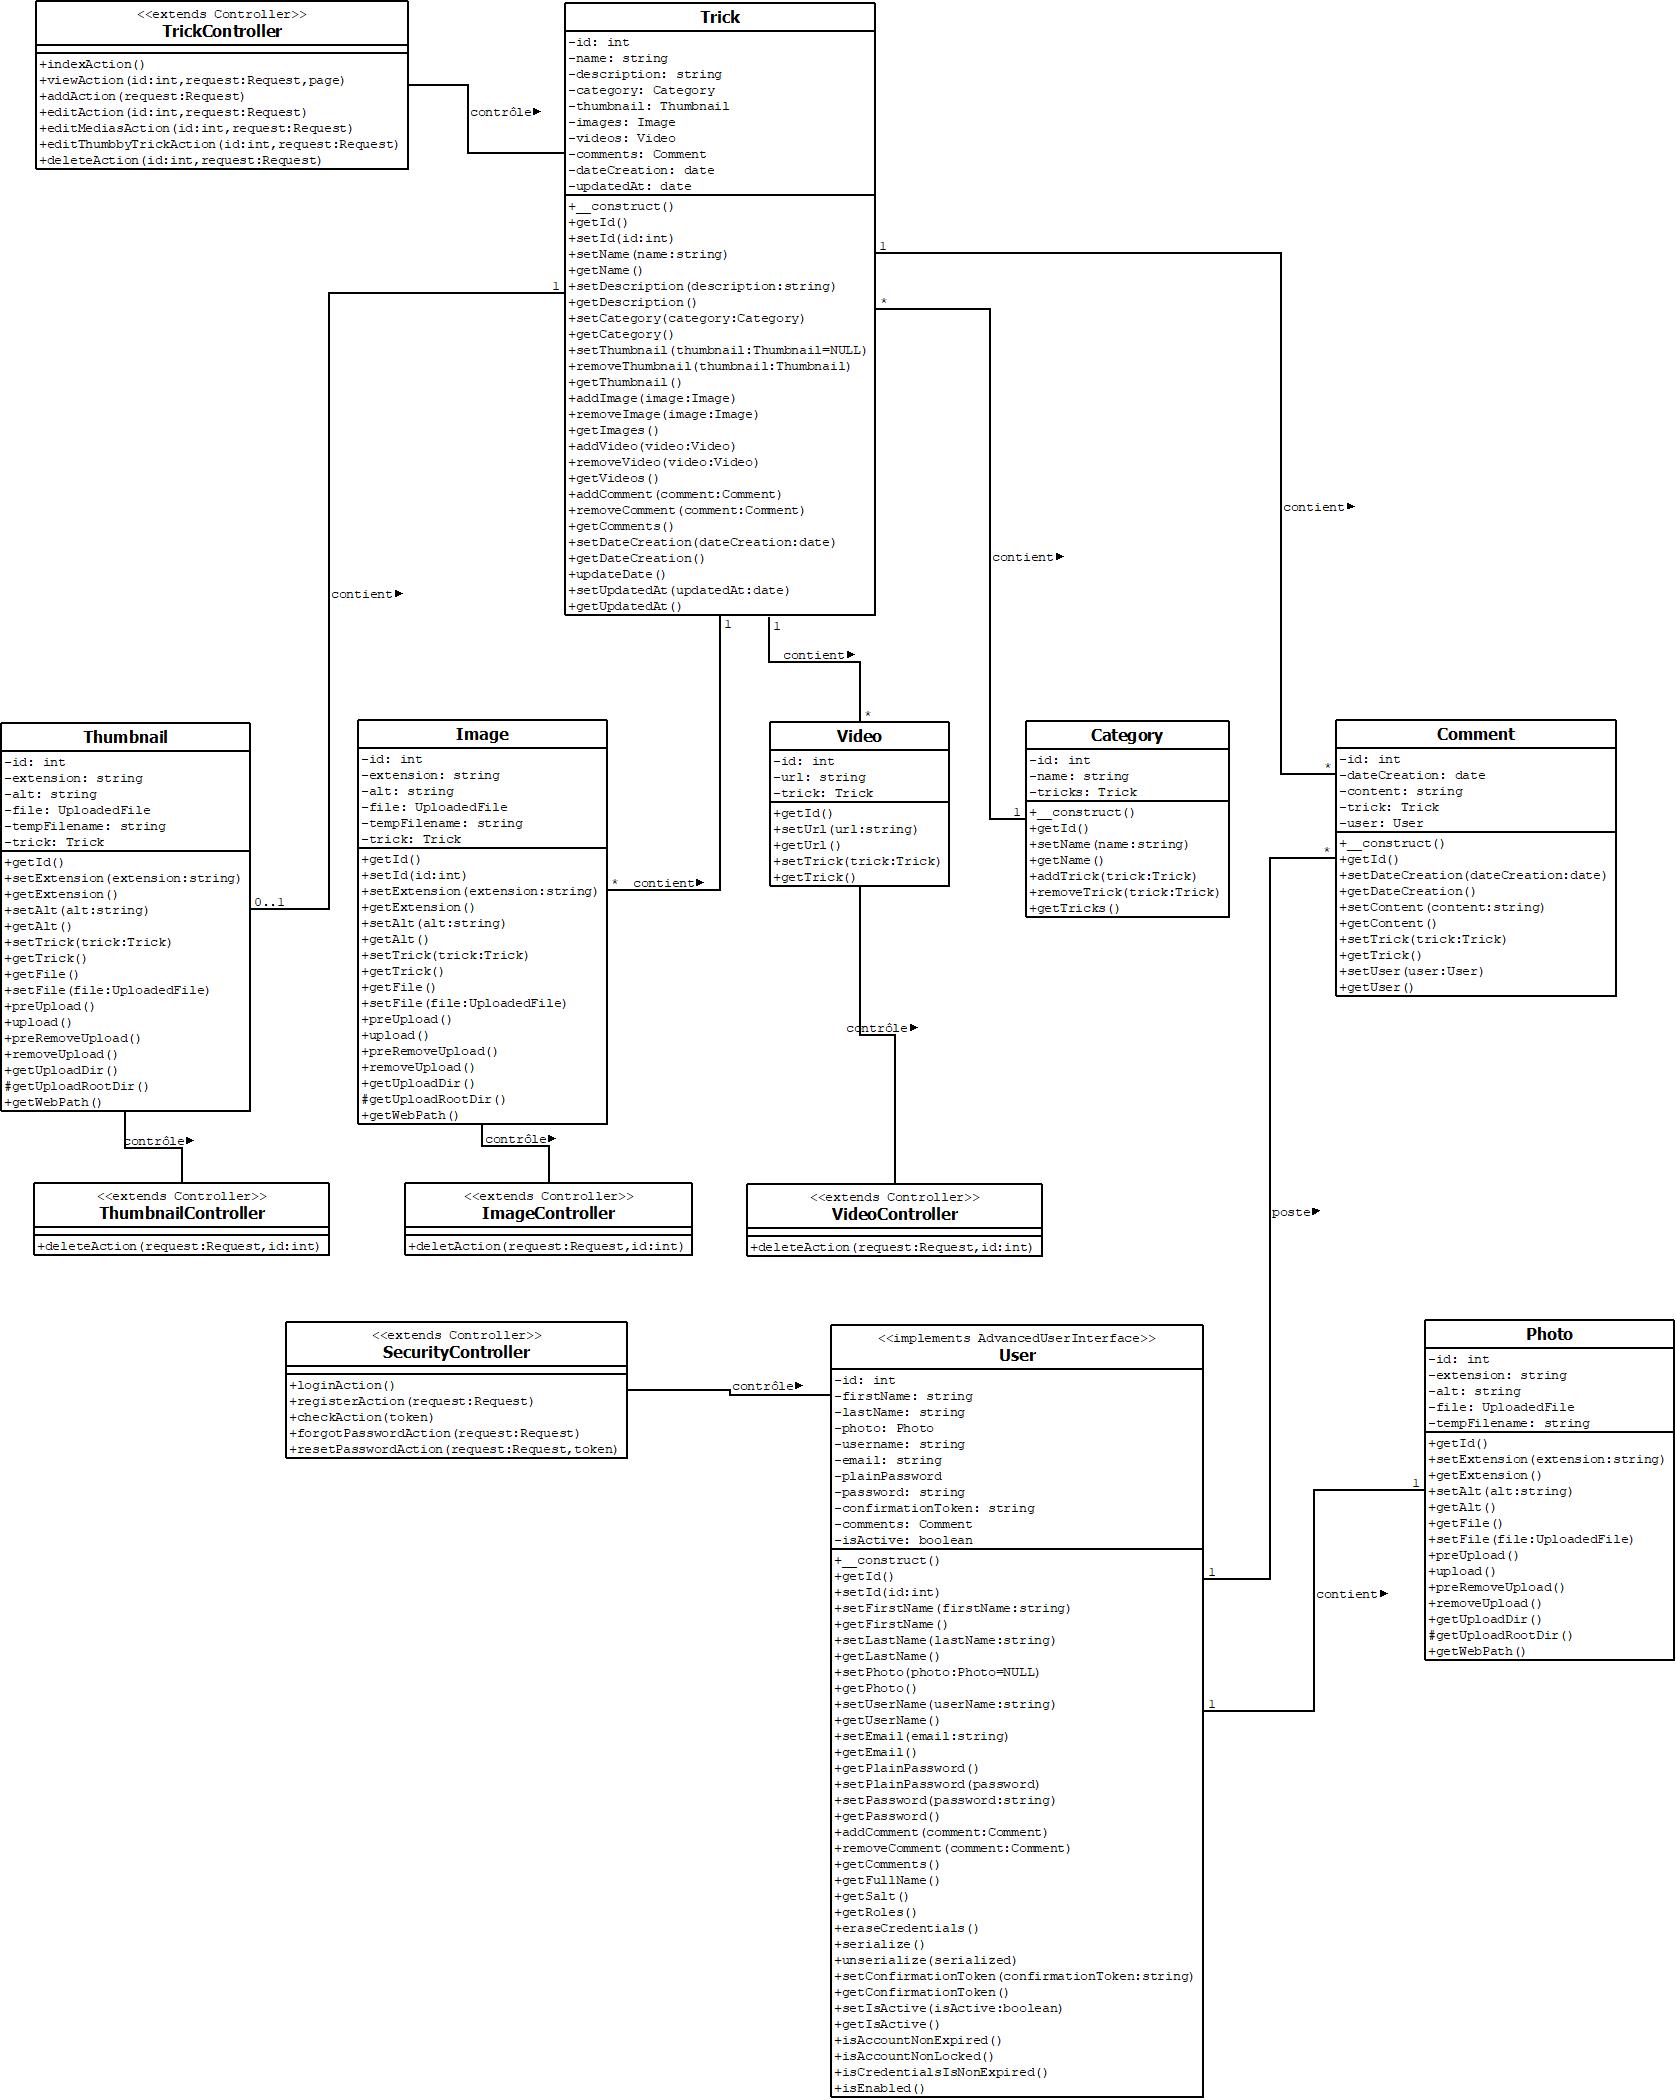 <<extends Controller>>
TrickController
+indexAction()
+viewAction(id:int,request:Request,page)
+addAction(request:Request)
+editAction(id:int,request:Request)
+editMediasAction(id:int,request:Request)
+editThumbbyTrickAction(id:int,request:Request)
+deleteAction(id:int,request:Request)
contrôle
Trick
-id: int
-name: string
-description: string
-category: Category
-thumbnail: Thumbnail
-images: Image
-videos: Video
-comments: Comment
-dateCreation: date
-updatedAt: date
+__construct()
+getId()
+setId(id:int)
+setName(name:string)
+getName()
+setDescription(description:string)
+getDescription()
+setCategory(category:Category)
+getCategory()
+setThumbnail(thumbnail:Thumbnail=NULL)
+removeThumbnail(thumbnail:Thumbnail)
+getThumbnail()
+addImage(image:Image)
+removeImage(image:Image)
+getImages()
+addVideo(video:Video)
+removeVideo(video:Video)
+getVideos()
+addComment(comment:Comment)
+removeComment(comment:Comment)
+getComments()
+setDateCreation(dateCreation:date)
+getDateCreation()
+updateDate()
+setUpdatedAt(updatedAt:date)
+getUpdatedAt()
1
1
*
contient
contient
contient
1
1
contient
*
Thumbnail
-id: int
-extension: string
-alt: string
-file: UploadedFile
-tempFilename: string
-trick: Trick
+getId()
+setExtension(extension:string)
+getExtension()
+setAlt(alt:string)
+getAlt()
+setTrick(trick:Trick)
+getTrick()
+getFile()
+setFile(file:UploadedFile)
+preUpload()
+upload()
+preRemoveUpload()
+removeUpload()
+getUploadDir()
#getUploadRootDir()
+getWebPath()
0..1
contrôle
Image
-id: int
-extension: string
-alt: string
-file: UploadedFile
-tempFilename: string
-trick: Trick
+getId()
+setId(id:int)
+setExtension(extension:string)
+getExtension()
+setAlt(alt:string)
+getAlt()
+setTrick(trick:Trick)
+getTrick()
+getFile()
+setFile(file:UploadedFile)
+preUpload()
+upload()
+preRemoveUpload()
+removeUpload()
+getUploadDir()
#getUploadRootDir()
+getWebPath()
* contient
contrôle
Video
-id: int
-url: string
-trick: Trick
+getId()
+setUrl(url:string)
+getUrl()
+setTrick(trick:Trick)
+getTrick()
contrôle
Category
-id: int
-name: string
-tricks: Trick
+__construct()
+getId()
+setName(name:string)
+getName()
+addTrick(trick:Trick)
+removeTrick(trick:Trick)
+getTricks()
1
Comment
-id: int
-dateCreation: date
-content: string
-trick: Trick
-user: User
+__construct()
+getId()
+setDateCreation(dateCreation:date)
+getDateCreation()
+setContent(content:string)
+getContent()
+setTrick(trick:Trick)
+getTrick()
+setUser(user:User)
+getUser()
*
*
<<extends Controller>>
ThumbnailController
+deleteAction(request:Request,id:int)
<<extends Controller>>
ImageController
+deletAction(request:Request,id:int)
<<extends Controller>>
VideoController
+deleteAction(request:Request,id:int)
poste
<<extends Controller>>
SecurityController
+loginAction()
+registerAction(request:Request)
+checkAction(token)
+forgotPasswordAction(request:Request)
+resetPasswordAction(request:Request,token)
contrôle
<<implements AdvancedUserInterface>>
User
-id: int
-firstName: string
-lastName: string
-photo: Photo
-username: string
-email: string
-plainPassword
-password: string
-confirmationToken: string
-comments: Comment
-isActive: boolean
+__construct()
+getId()
+setId(id:int)
+setFirstName(firstName:string)
+getFirstName()
+setLastName(lastName:string)
+getLastName()
+setPhoto(photo:Photo=NULL)
+getPhoto()
+setUserName(userName:string)
+getUserName()
+setEmail(email:string)
+getEmail()
+getPlainPassword()
+setPlainPassword(password)
+setPassword(password:string)
+getPassword()
+addComment(comment:Comment)
+removeComment(comment:Comment)
+getComments()
+getFullName()
+getSalt()
+getRoles()
+eraseCredentials()
+serialize()
+unserialize(serialized)
+setConfirmationToken(confirmationToken:string)
+getConfirmationToken()
+setIsActive(isActive:boolean)
+getIsActive()
+isAccountNonExpired()
+isAccountNonLocked()
+isCredentialsIsNonExpired()
+isEnabled()
1
1
contient
1
Photo
-id: int
-extension: string
-alt: string
-file: UploadedFile
-tempFilename: string
+getId()
+setExtension(extension:string)
+getExtension()
+setAlt(alt:string)
+getAlt()
+getFile()
+setFile(file:UploadedFile)
+preUpload()
+upload()
+preRemoveUpload()
+removeUpload()
+getUploadDir()
#getUploadRootDir()
+getWebPath()